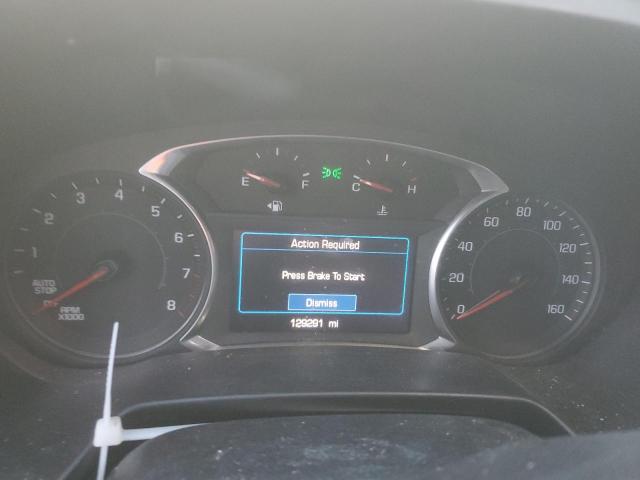 E F
C H
1 2 3 4 5 6 7 8
AUTO
STOP
OFF
RPM
X1000
Action Required
Press Brake To Start
Dismiss
129291 mi
0 20 40 60 80 100 120 140 160